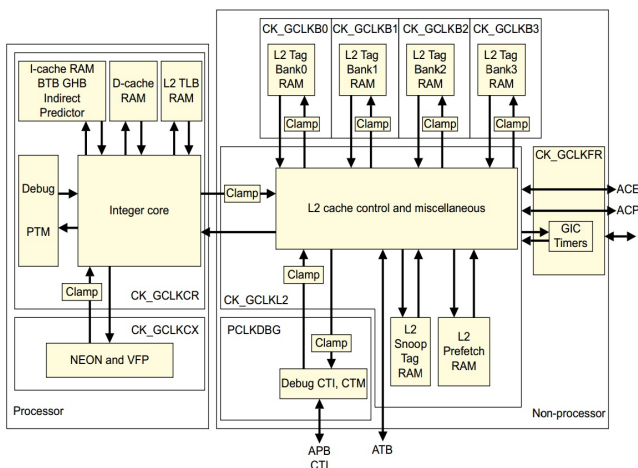 CK_GCLKB0
CK_GCLKB1
CK_GCLKB2
CK_GCLKB3
I-cache RAM
BTB GHB
Indirect
Predictor
D-cache
RAM
L2 TLB
RAM
L2 Tag
Bank0
RAM
L2 Tag
Bank1
RAM
L2 Tag
Bank2
RAM
L2 Tag
Bank3
RAM
Clamp
Clamp
Clamp
Clamp
CK_GCLKFR
Debug
PTM
Integer core
Clamp
L2 cache control and miscellaneous
ACE
ACP
GIC
Timers
Clamp
CK_GCLKCR
Clamp
CK_GCLKL2
CK_GCLKCX
NEON and VFP
PCLKDBG
Clamp
Debug CTI, CTM
L2
Snoop
Tag
RAM
L2
Prefetch
RAM
Processor
Non-processor
APB
CTI
ATB